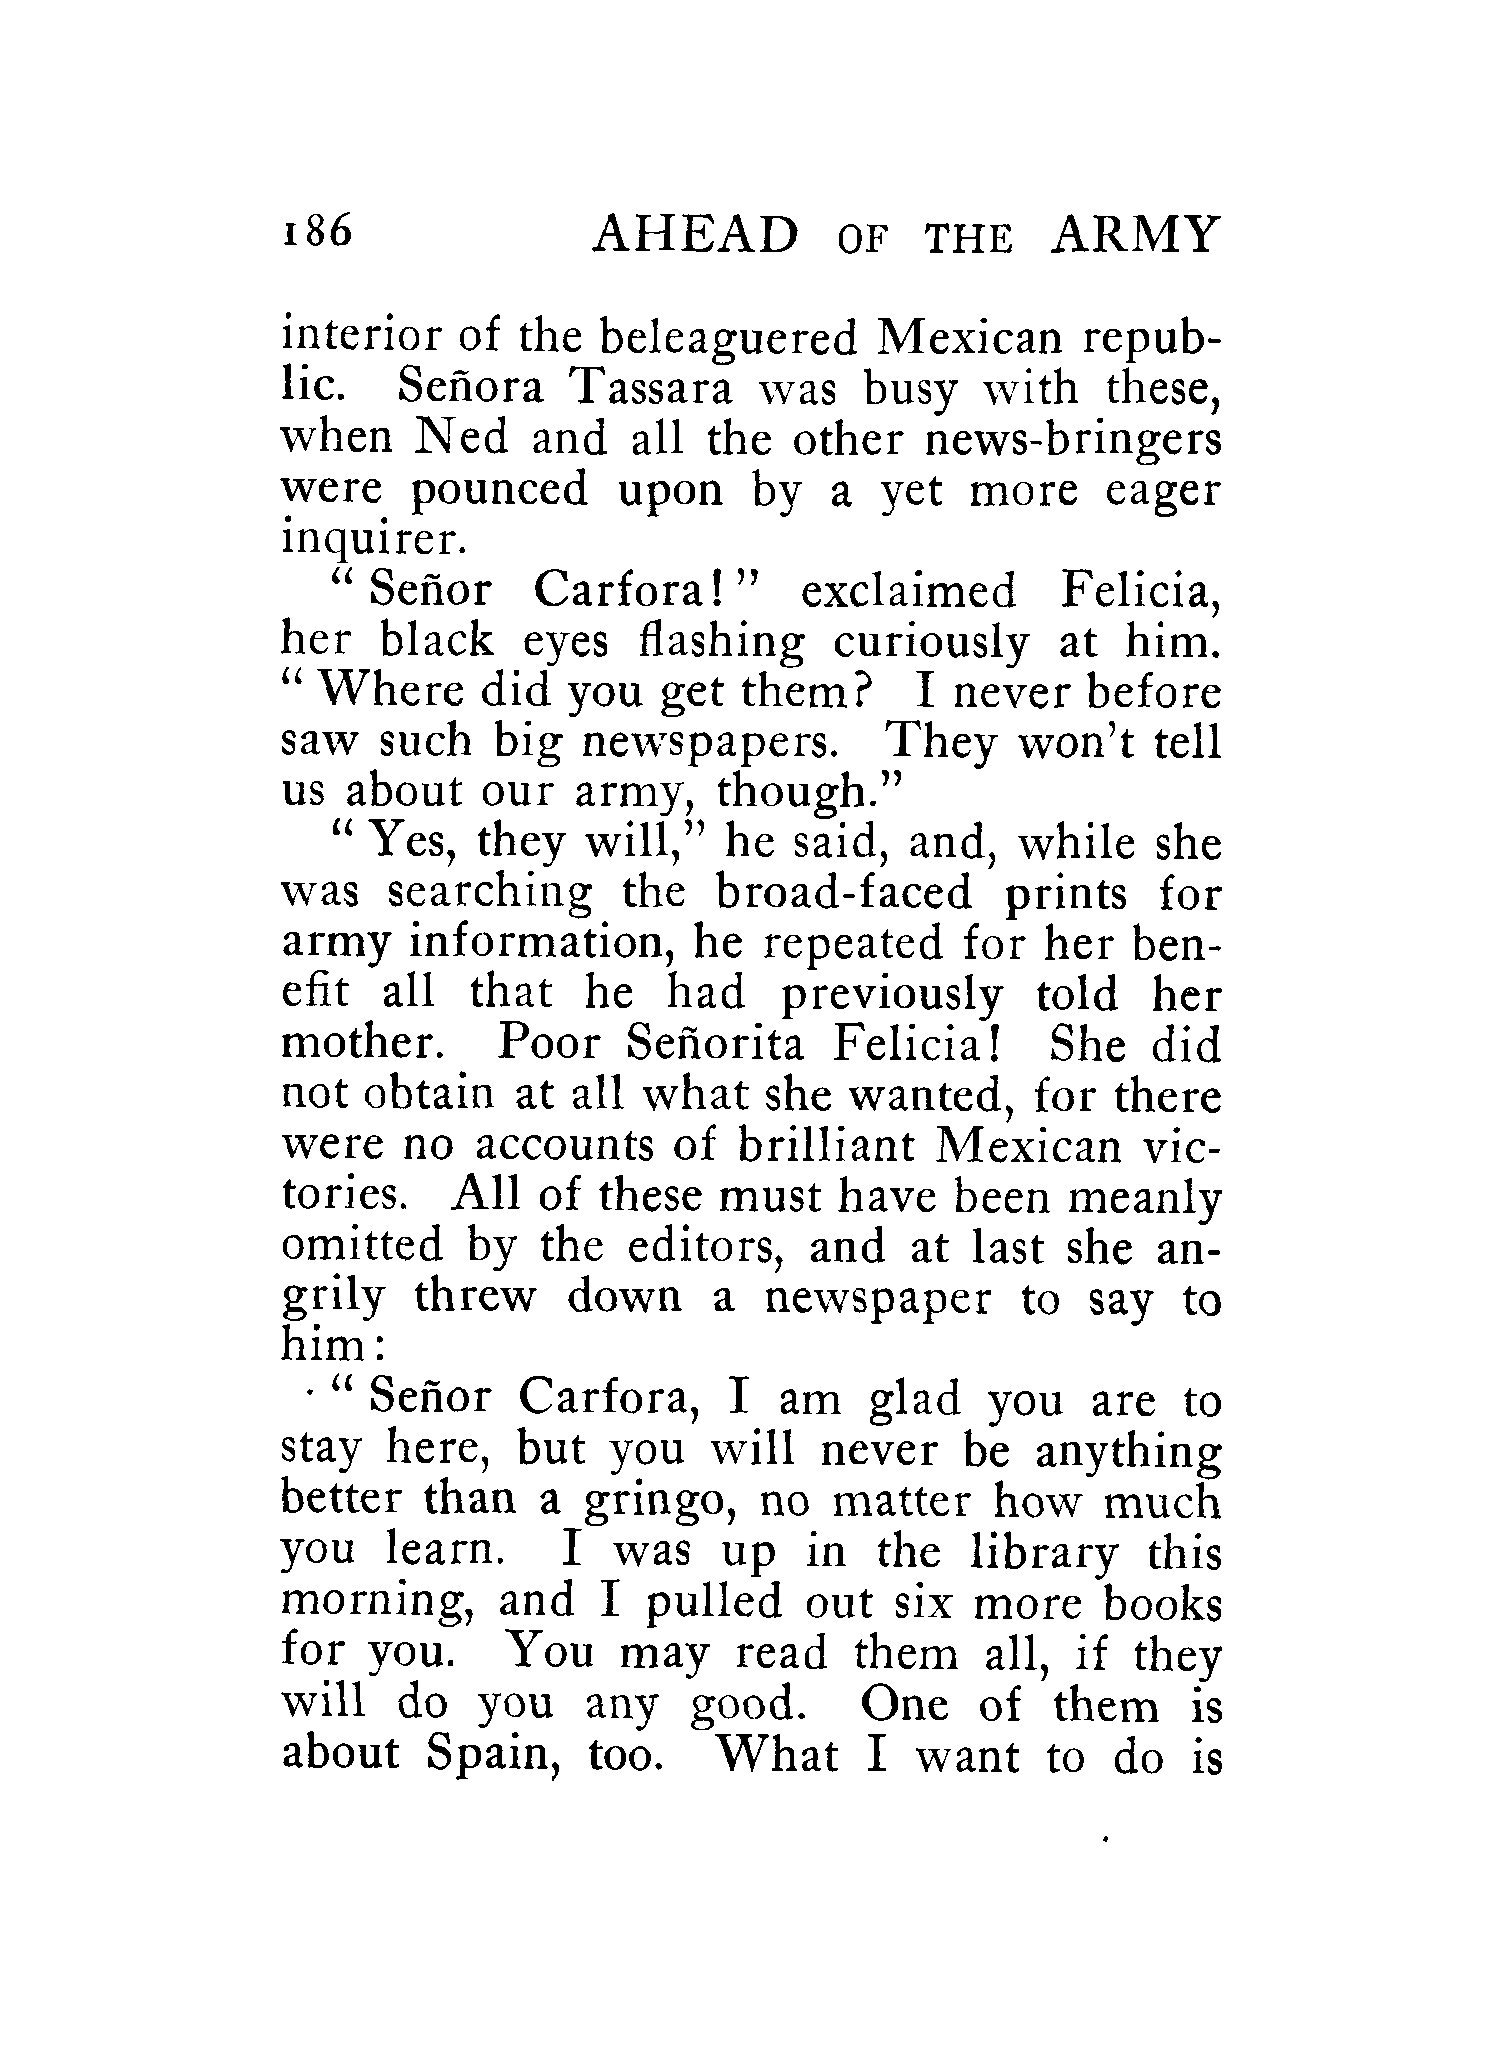 186 AHEAD OF THE ARMY
interior of the beleaguered Mexican repub-
lic. Señora Tassara was busy with these,
when Ned and all the other news-bringers
were pounced upon by a yet more eager
inquirer.
“ Señor Carfora! ” exclaimed Felicia,
her black eyes flashing curiously at him.
“ Where did you get them? I never before
saw such big newspapers. They won’t tell
us about our army, though.”
“ Yes, they will,” he said, and, while she
was searching the broad-faced prints for
army information, he repeated for her ben-
efit all that he had previously told her
mother. Poor Señorita Felicia! She did
not obtain at all what she wanted, for there
were no accounts of brilliant Mexican vic-
tories. All of these must have been meanly
omitted by the editors, and at last she an-
grily threw down a newspaper to say to
him:
“ Señor Carfora, I am glad you are to
stay here, but you will never be anything
better than a gringo, no matter how much
you learn. I was up in the library this
morning, and I pulled out six more books
for you. You may read them all, if they
will do you any good. One of them is
about Spain, too. What I want to do is